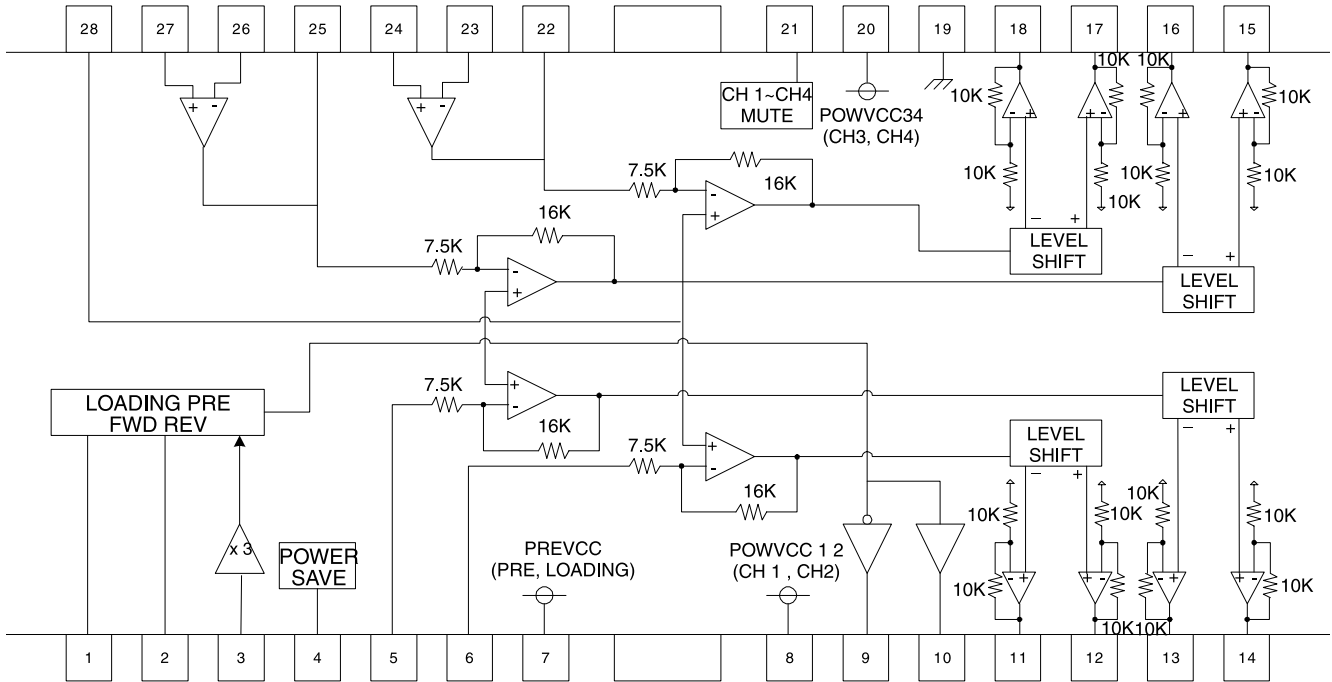 28 27 26 25 24 23 22 21 20 19 18 17 16 15
+ - + -
CH 1~CH4
MUTE
POWVCC34
(CH3, CH4)
10K 10K
10K 10K 10K
- + + - - + + -
7.5K
16K
-
+
10K 10K 10K
10K
- +
LEVEL
SHIFT
16K
7.5K
-
+
- +
LEVEL
SHIFT
7.5K
+
-
16K
LEVEL
SHIFT
- +
LOADING PRE
FWD REV
7.5K
+
-
16K
LEVEL
SHIFT
- +
x 3
POWER
SAVE
PREVCC
(PRE, LOADING)
POWVCC 1 2
(CH 1 , CH2)
10K 10K 10K 10K
- + + - - + + -
10K 10K
10K 10K
1 2 3 4 5 6 7 8 9 10 11 12 13 14